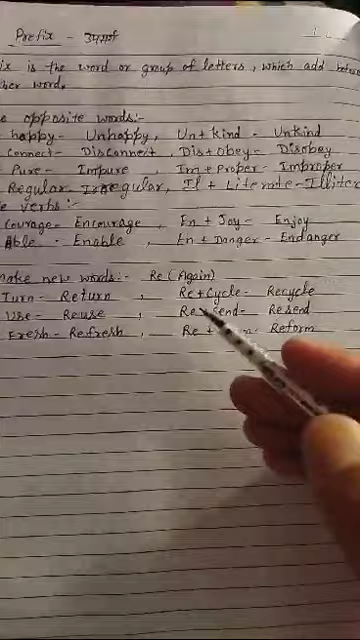 Prefix - उपसर्ग
ix is the word or group of letters, which add before
ther word.
e opposite words:-
happy - Unhappy, Un + kind - Unkind
Connect - Disconnect, Dis + obey - Disobey
Pure - Impure, Im + Proper - Improper
Regular Irregular, Il + Literate - Illiter
e verbs:-
Courage - Encourage, En + Joy - Enjoy
Able - Enable, En + Danger - Endanger
make new words:- Re (Again)
Turn - Return, Re + Cycle - Recycle
Use - Reuse, Re send - Resend
Fresh - Refresh, Re + Reform